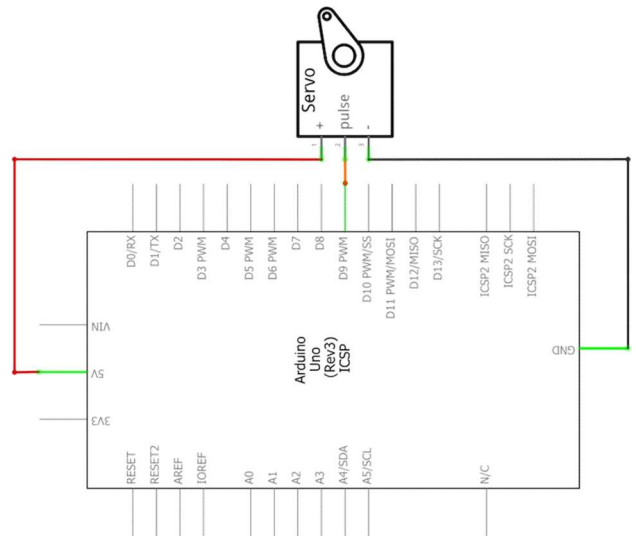 Servo
+
pulse
-
1
2
3
D0/RX
D1/TX
D2
D3 PWM
D4
D5 PWM
D6 PWM
D7
D8
D9 PWM
D10 PWM/SS
D11 PWM/MOSI
D12/MISO
D13/SCK
ICSP2 MISO
ICSP2 SCK
ICSP2 MOSI
VIN
5V
3V3
Arduino
Uno
(Rev3)
ICSP
GND
RESET
RESET2
AREF
IOREF
A0
A1
A2
A3
A4/SDA
A5/SCL
N/C